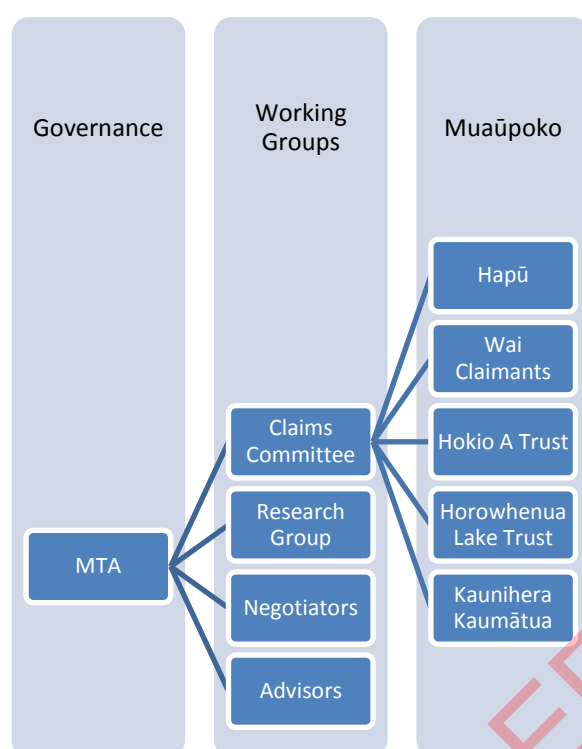 Governance
Working
Groups
Muaūpoko
MTA
Claims
Committee
Research
Group
Negotiators
Advisors
Hapū
Wai
Claimants
Hokio A Trust
Horowhenua
Lake Trust
Kaunihera
Kaumātua